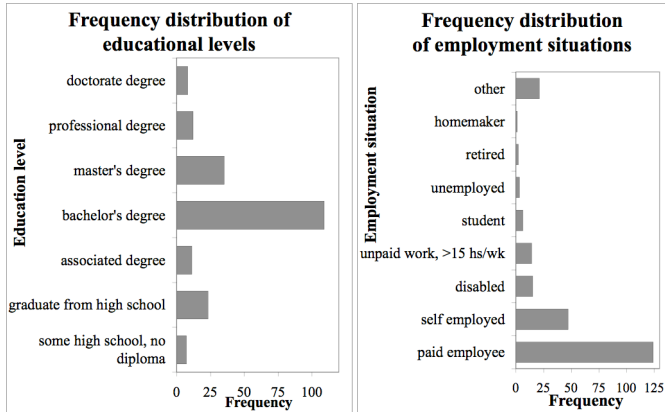 Frequency distribution of
educational levels
Education level
doctorate degree
professional degree
master's degree
bachelor's degree
associated degree
graduate from high school
some high school, no
diploma
0 50 100
Frequency
Frequency distribution
of employment situations
Employment situation
other
homemaker
retired
unemployed
student
unpaid work, >15 hs/wk
disabled
self employed
paid employee
0 25 50 75 100 125
Frequency